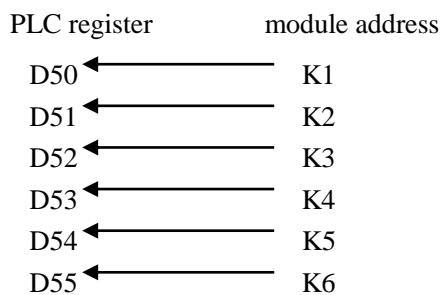 PLC register module address
D50 K1
D51 K2
D52 K3
D53 K4
D54 K5
D55 K6